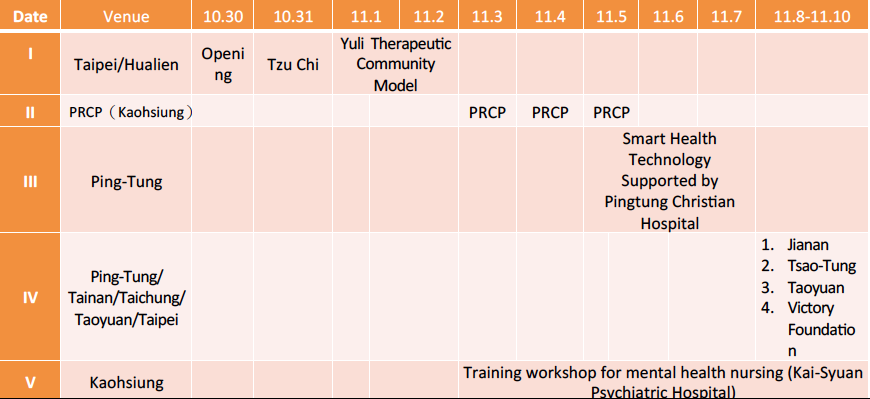 Date Venue 10.30 10.31 11.1 11.2 11.3 11.4 11.5 11.6 11.7 11.8-11.10
I Taipei/Hualien Openi
ng Tzu Chi Yuli Therapeutic
Community
Model
II PRCP（Kaohsiung） PRCP PRCP PRCP
III Ping-Tung Smart Health
Technology
Supported by
Pingtung Christian
Hospital
IV Ping-Tung/
Tainan/Taichung/
Taoyuan/Taipei
1. Jianan
2. Tsao-Tung
3. Taoyuan
4. Victory
Foundatio
n
V Kaohsiung Training workshop for mental health nursing (Kai-Syuan
Psychiatric Hospital)